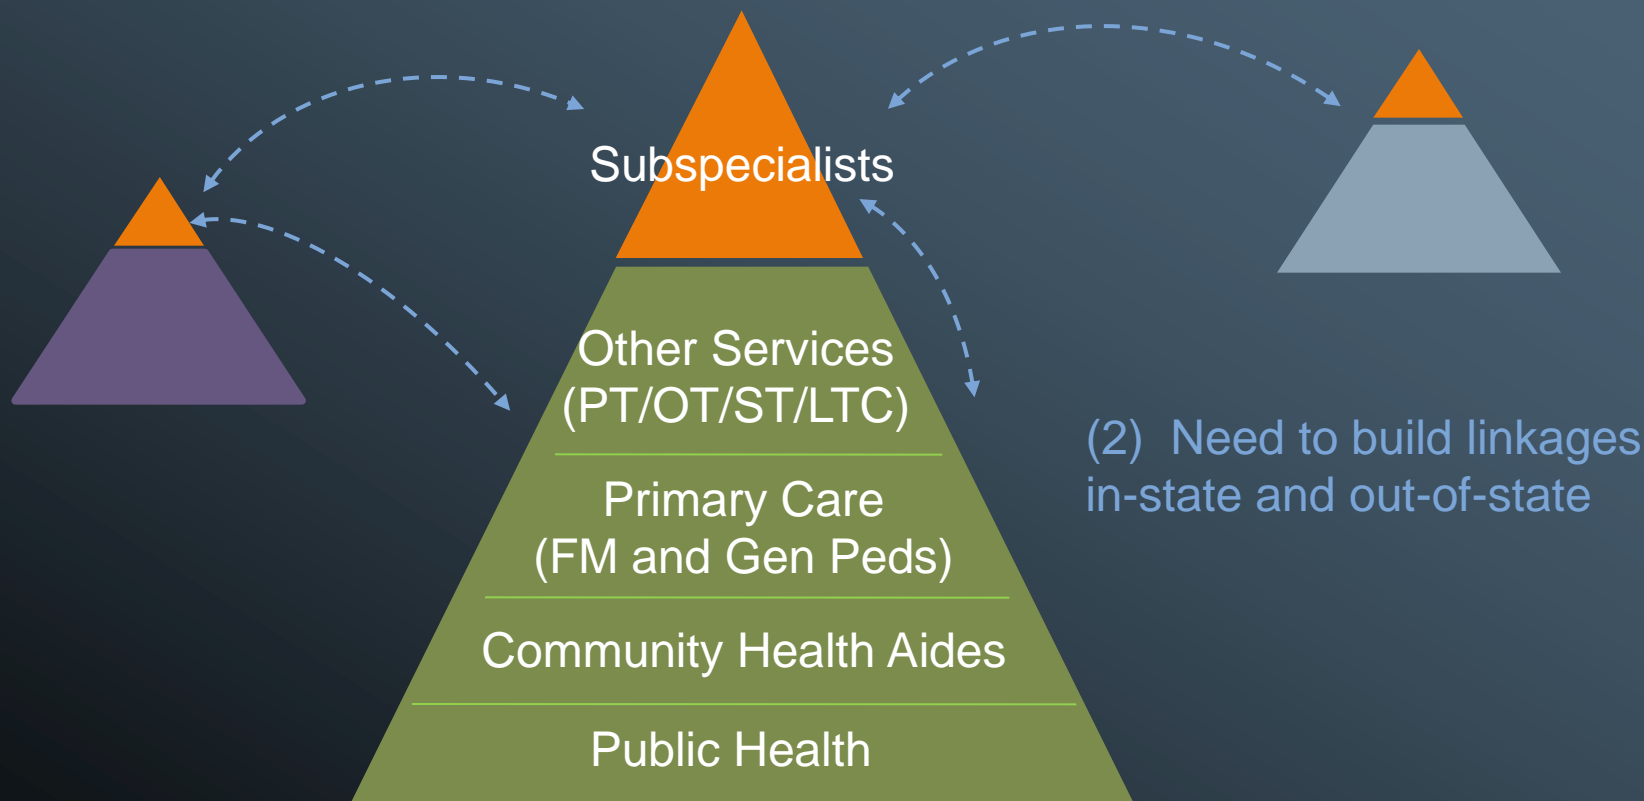 Subspecialists
Other Services
(PT/OT/ST/LTC)
Primary Care
(FM and Gen Peds)
Community Health Aides
Public Health
(2)  Need to build linkages
in-state and out-of-state